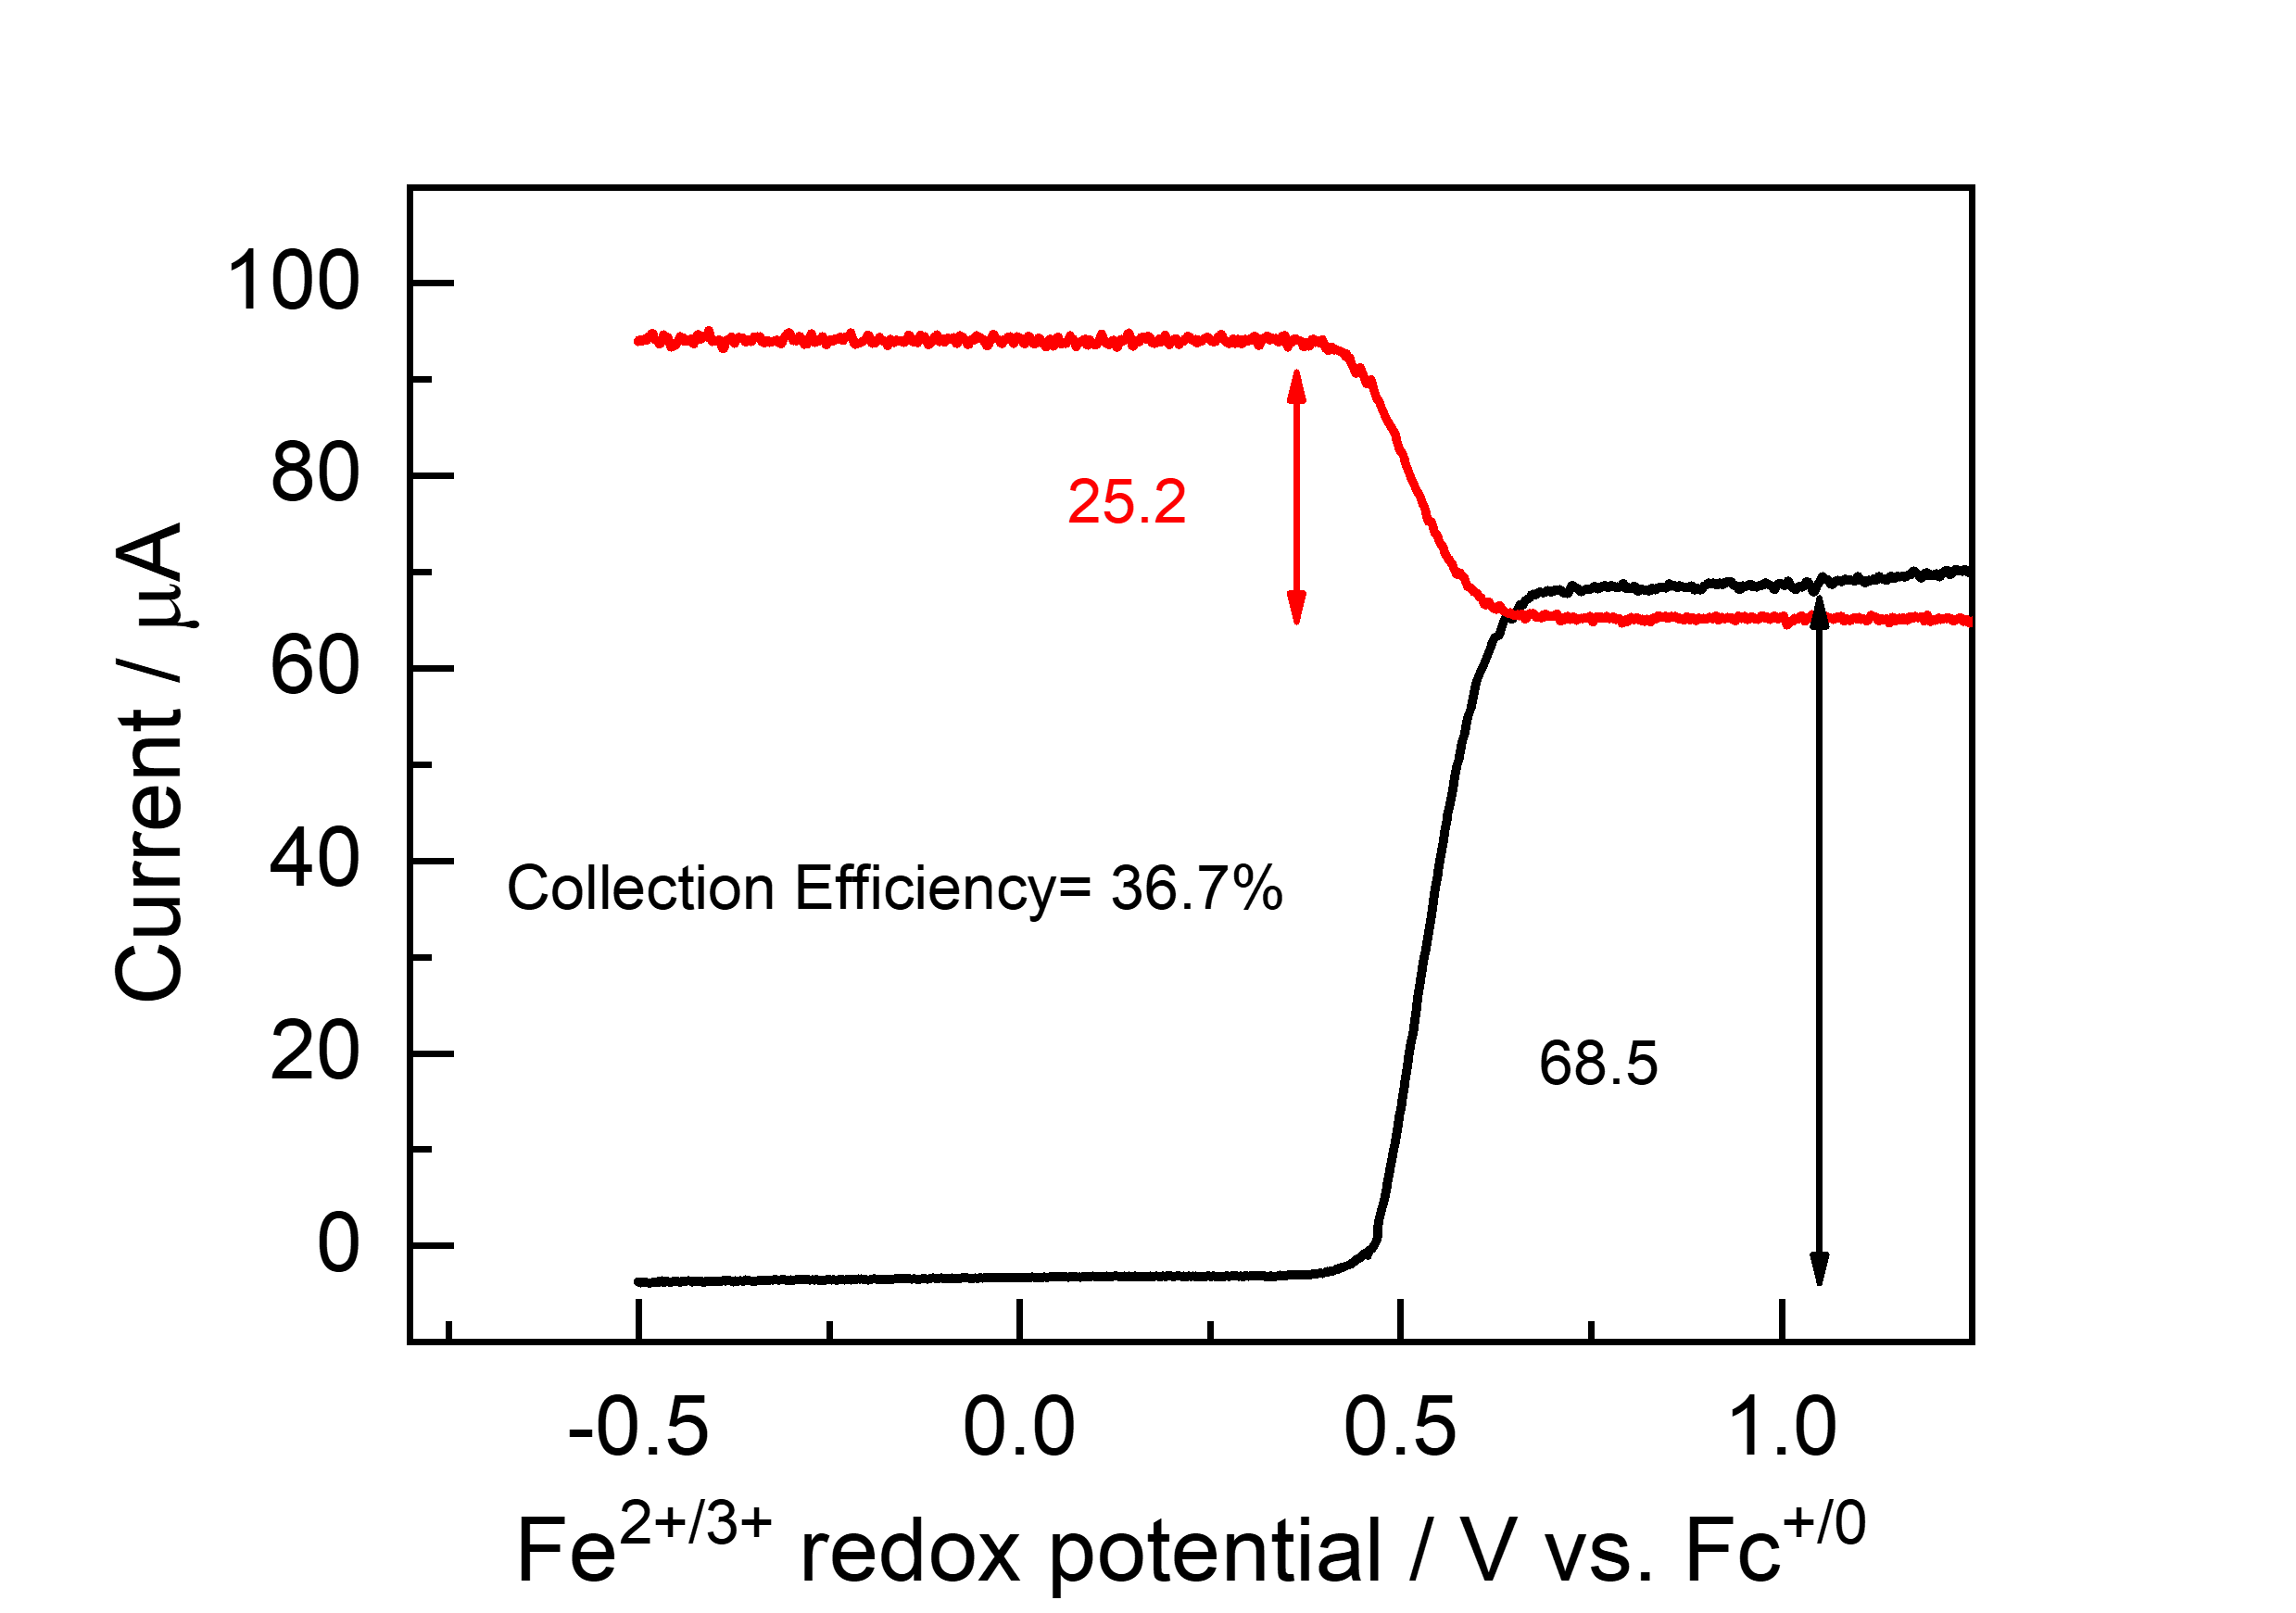 100
80
60
40
20
0
Current / μA
25.2
Collection Efficiency= 36.7%
68.5
-0.5 0.0 0.5 1.0
Fe²⁺/³⁺ redox potential / V vs. Fc⁺/⁰